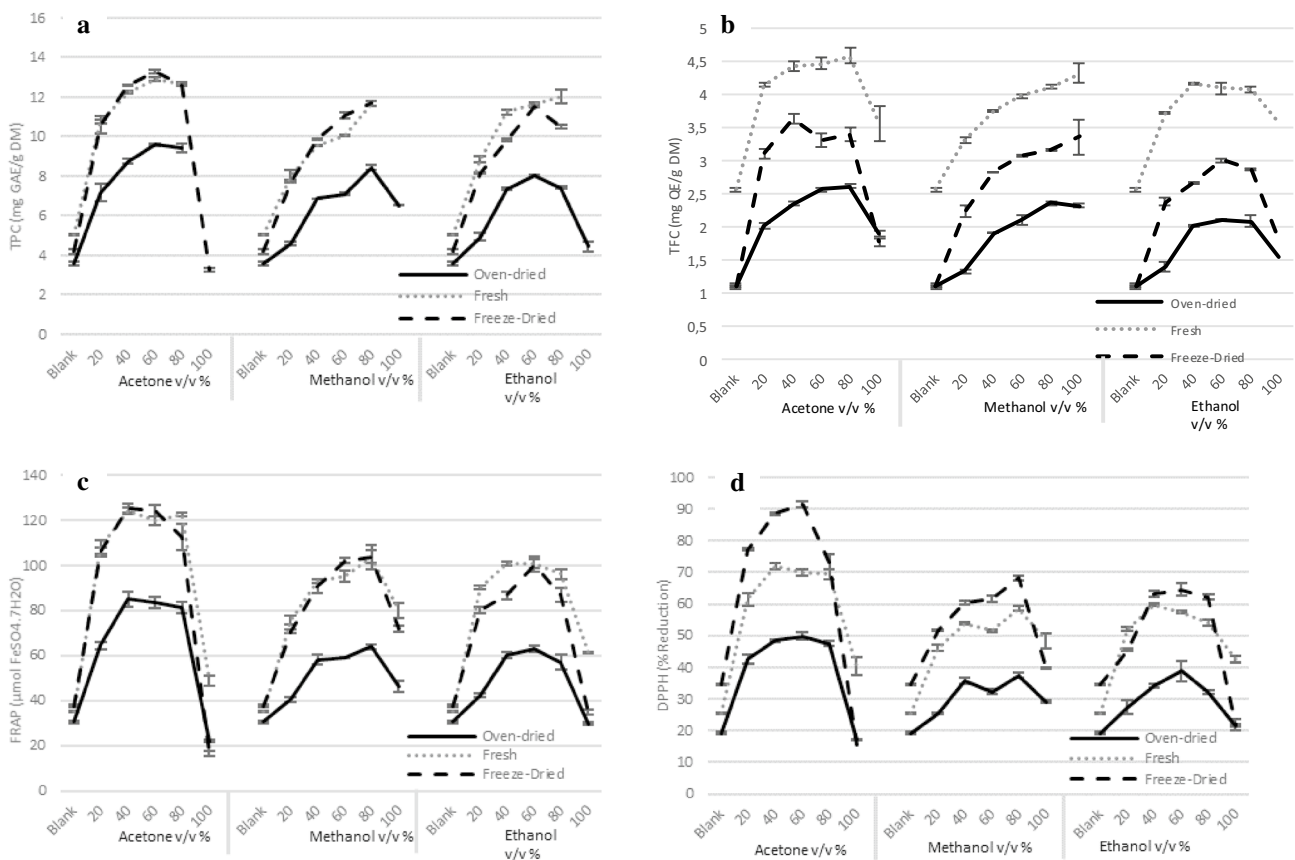 a
TPC (mg GAE/g DM)
16
14
12
10
8
6
4
2
0
Oven-dried
Fresh
Freeze-Dried
Blank 20 40 60 80 100 Blank 20 40 60 80 100 Blank 20 40 60 80 100
Acetone v/v % Methanol v/v % Ethanol
v/v %
b
TFC (mg QE/g DM)
5
4,5
4
3,5
3
2,5
2
1,5
1
0,5
0
Oven-dried
Fresh
Freeze-Dried
Blank 20 40 60 80 100 Blank 20 40 60 80 100 Blank 20 40 60 80 100
Acetone v/v % Methanol v/v % Ethanol
v/v %
c
FRAP (μmol FeSO4.7H2O)
140
120
100
80
60
40
20
0
Oven-dried
Fresh
Freeze-Dried
Blank 20 40 60 80 100 Blank 20 40 60 80 100 Blank 20 40 60 80 100
Acetone v/v % Methanol v/v % Ethanol
v/v %
d
DPPH (% Reduction)
100
90
80
70
60
50
40
30
20
10
0
Oven-dried
Fresh
Freeze-Dried
Blank 20 40 60 80 100 Blank 20 40 60 80 100 Blank 20 40 60 80 100
Acetone v/v % Methanol v/v % Ethanol v/v %